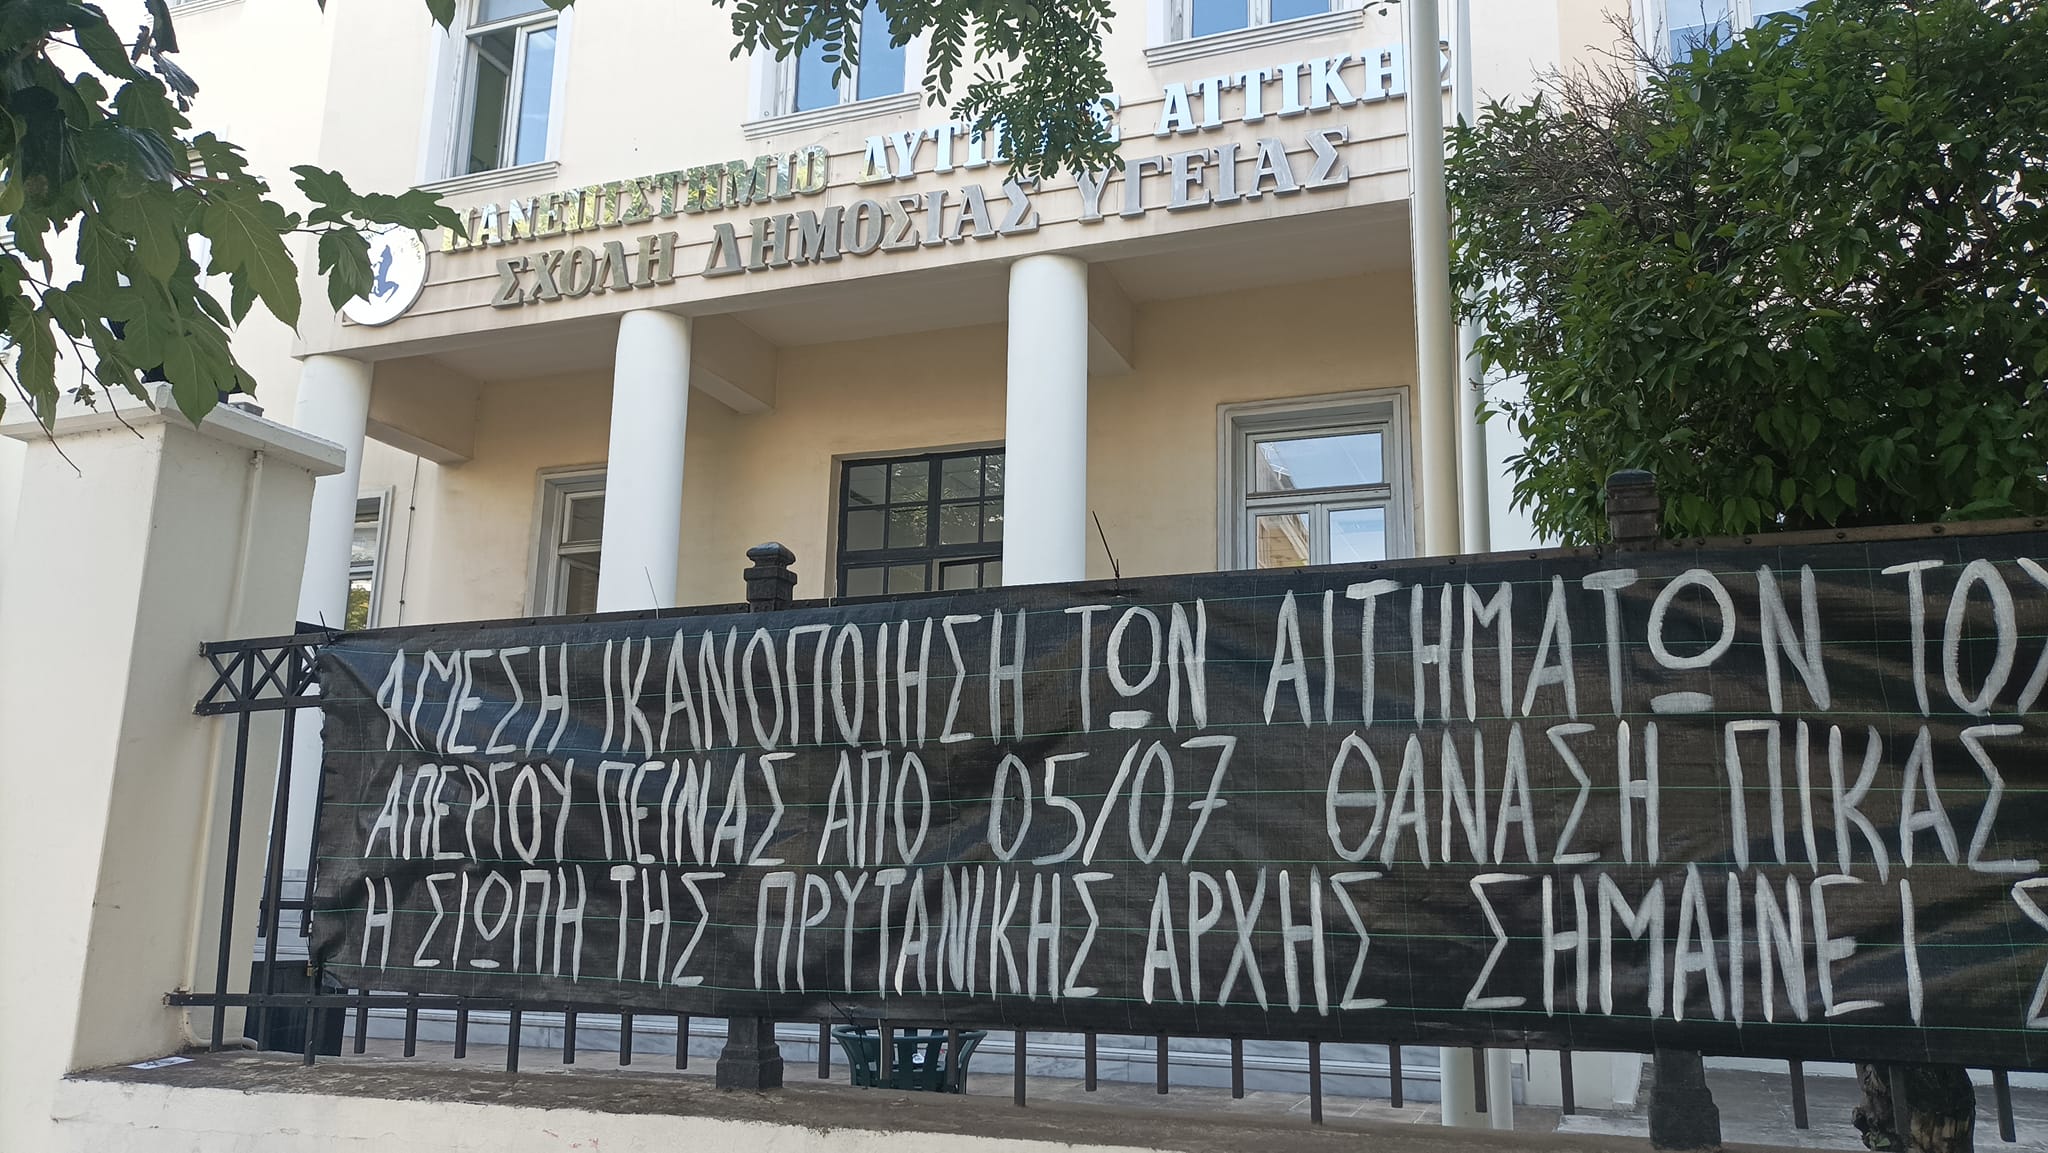 ΠΑΝΕΠΙΣΤΗΜΙΟ ΔΥΤΙΚΗΣ ΑΤΤΙΚΗΣ
ΣΧΟΛΗ ΔΗΜΟΣΙΑΣ ΥΓΕΙΑΣ
ΑΜΕΣΗ ΙΚΑΝΟΠΟΙΗΣΗ ΤΩΝ ΑΙΤΗΜΑΤΩΝ ΤΟΥ
ΑΠΕΡΓΟΥ ΠΕΙΝΑΣ ΑΠΟ 05/07 ΘΑΝΑΣΗ ΠΙΚΑΣ
Η ΣΙΩΠΗ ΤΗΣ ΠΡΥΤΑΝΙΚΗΣ ΑΡΧΗΣ ΣΗΜΑΙΝΕΙ